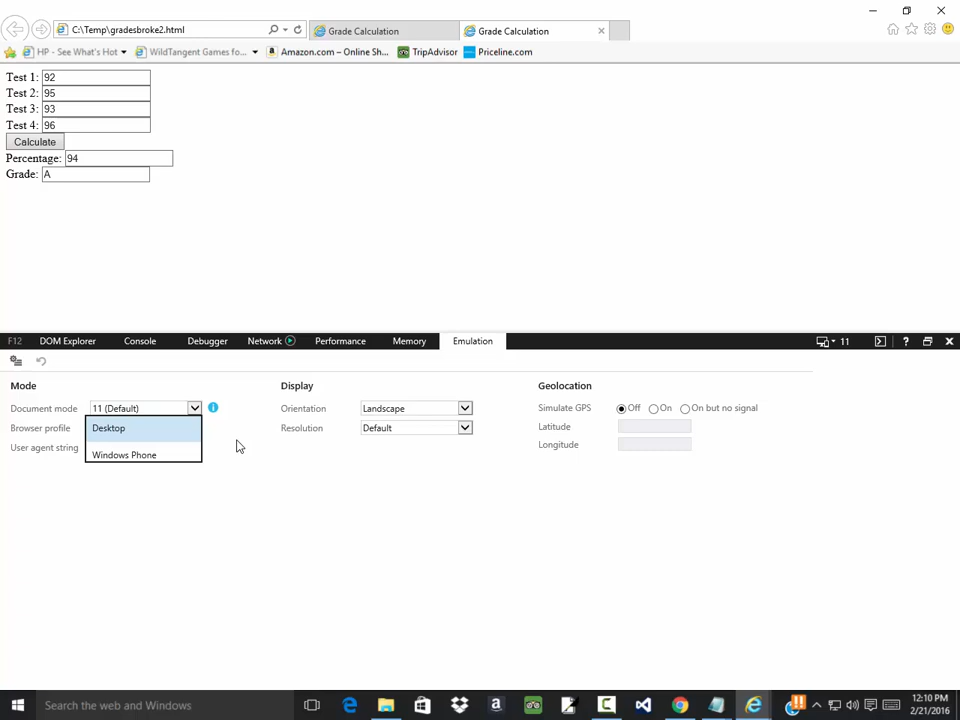 C:\Temp\gradesbroke2.html
Grade Calculation
Grade Calculation
HP - See What's Hot
WildTangent Games fo...
Amazon.com – Online Sh...
TripAdvisor
Priceline.com
Test 1: 92
Test 2: 95
Test 3: 93
Test 4: 96
Calculate
Percentage: 94
Grade: A
F12 DOM Explorer Console Debugger Network Performance Memory Emulation 11 ?
Mode Display Geolocation
Document mode 11 (Default) Orientation Landscape Simulate GPS Off On On but no signal
Browser profile Desktop Resolution Default Latitude
User agent string Windows Phone Longitude
Search the web and Windows
12:10 PM
2/21/2016